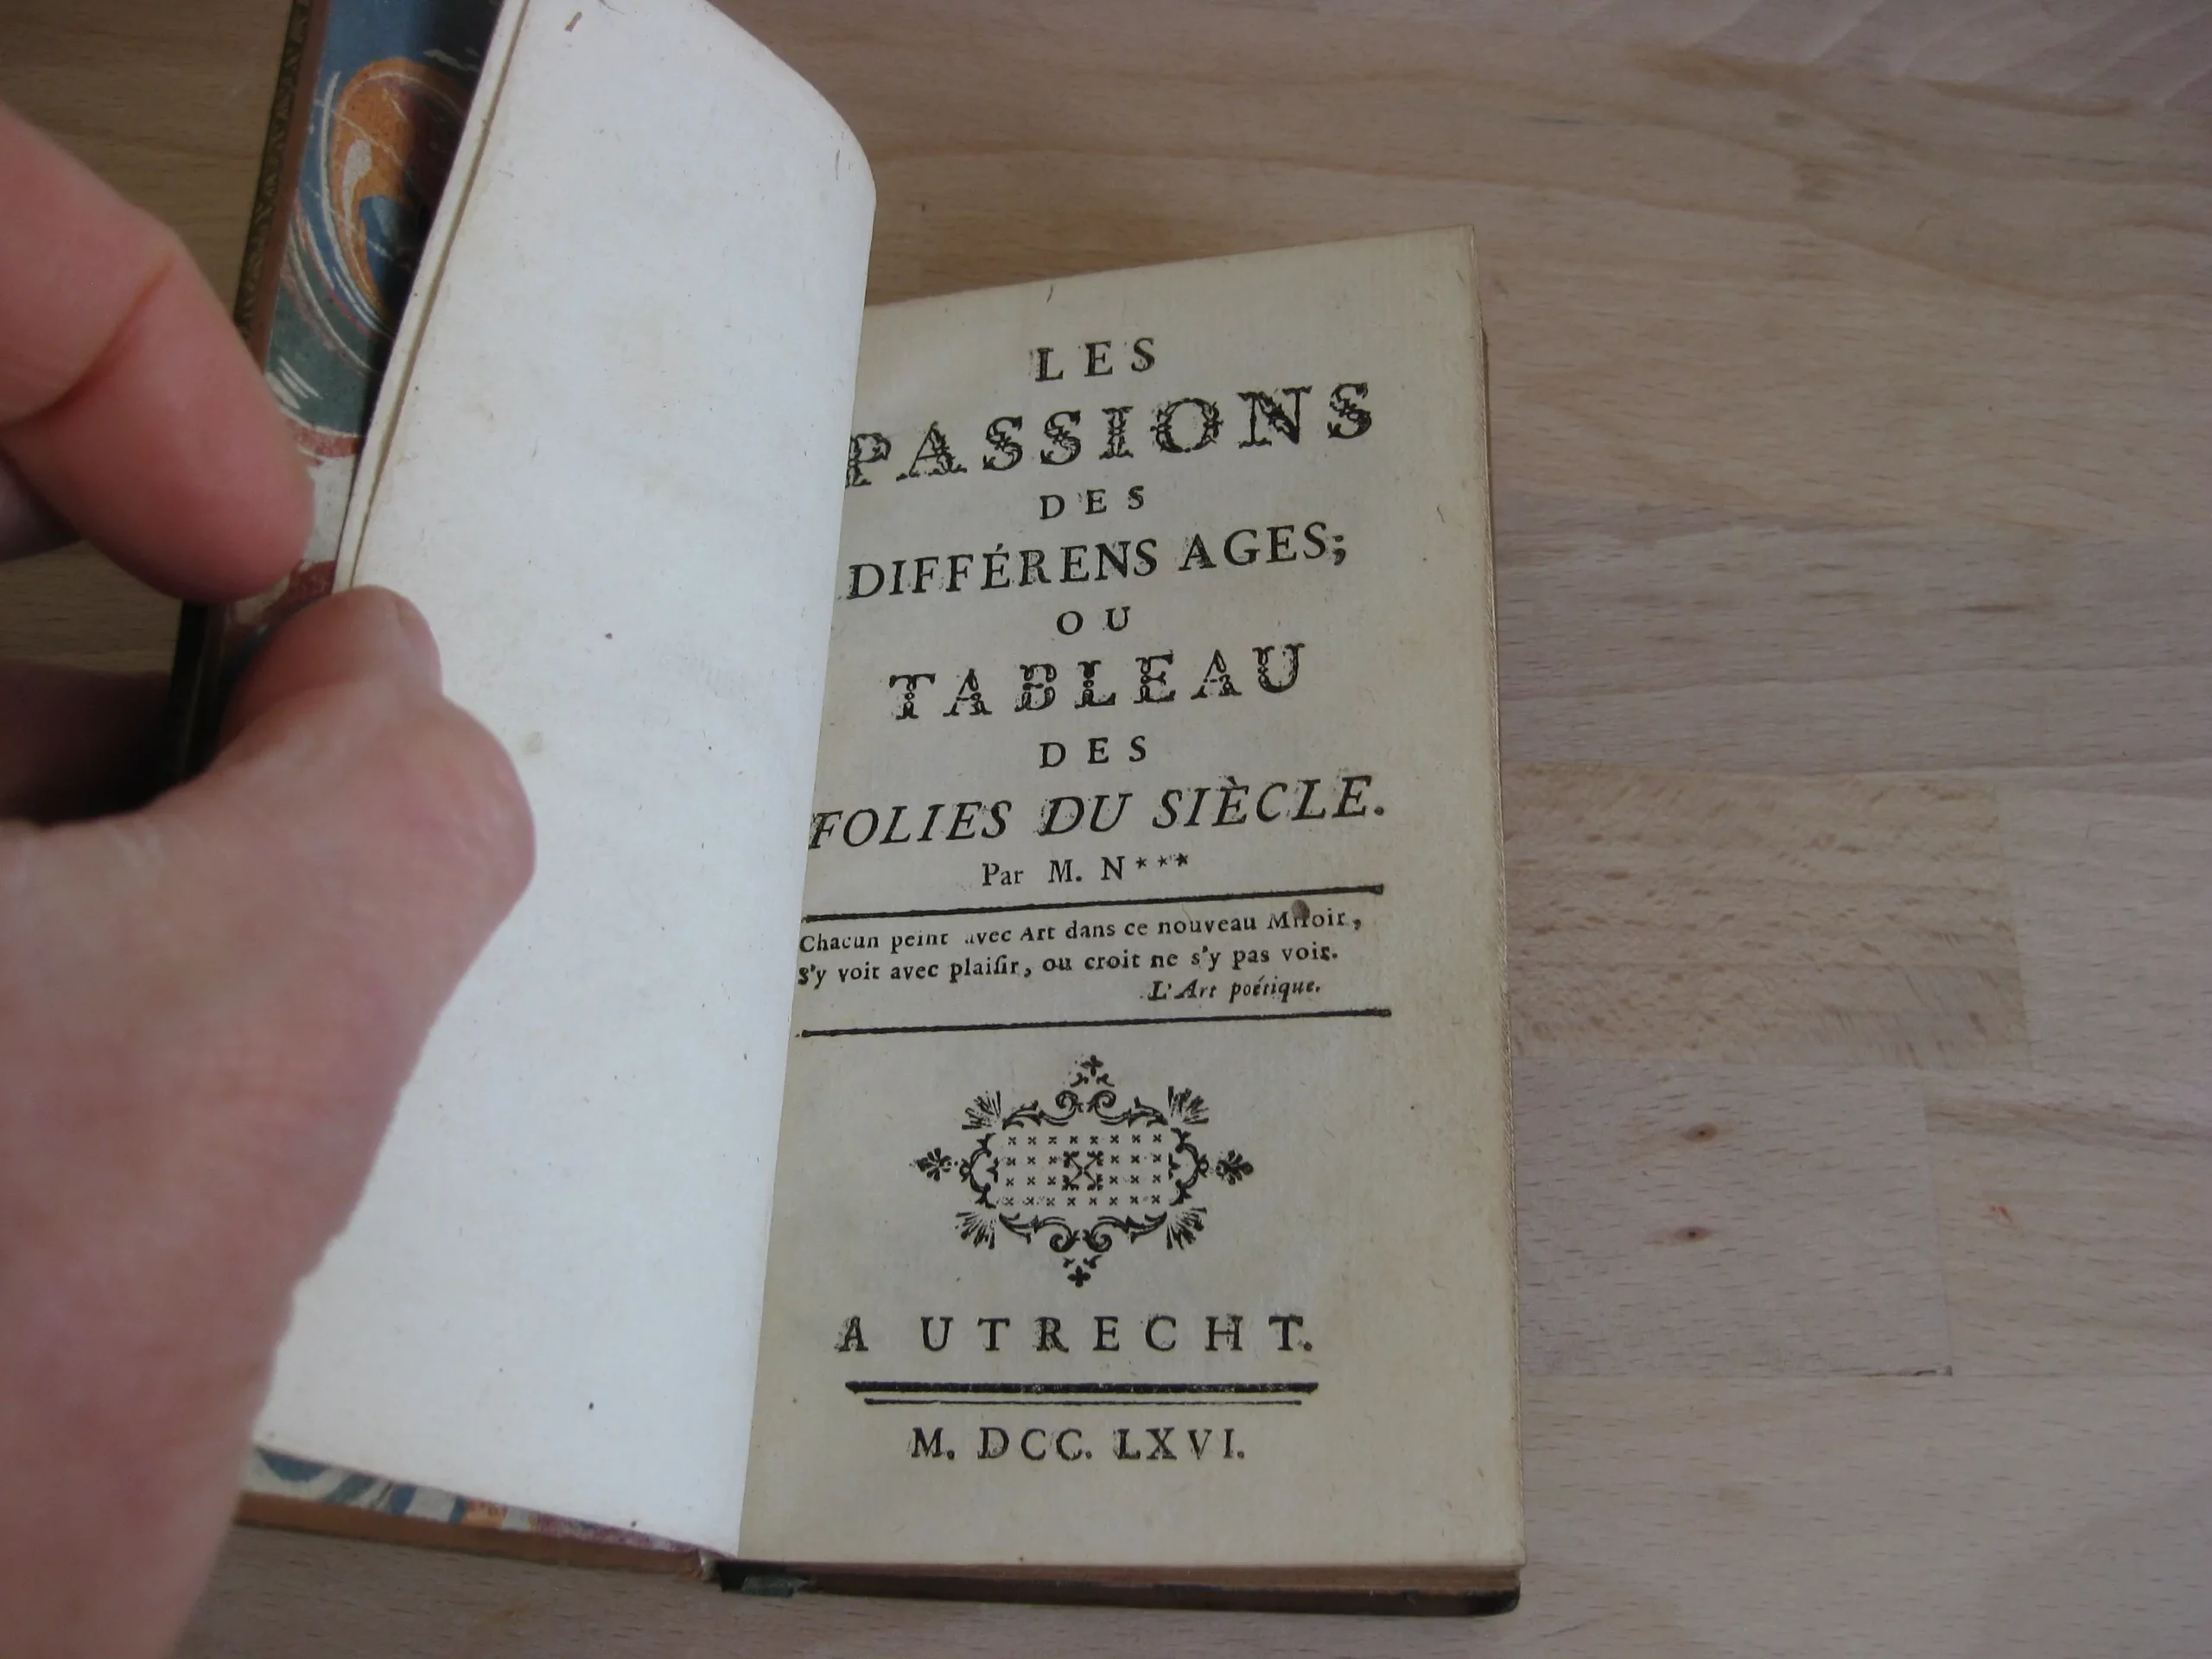 LES
PASSIONS
DES
DIFFÉRENS AGES;
OU
TABLEAU
DES
FOLIES DU SIÈCLE.
Par M. N***
Chacun peint avec Art dans ce nouveau Miroir,
S'y voit avec plaiſir, ou croit ne s'y pas voir.
L'Art poétique.
A UTRECHT.
M. DCC. LXVI.